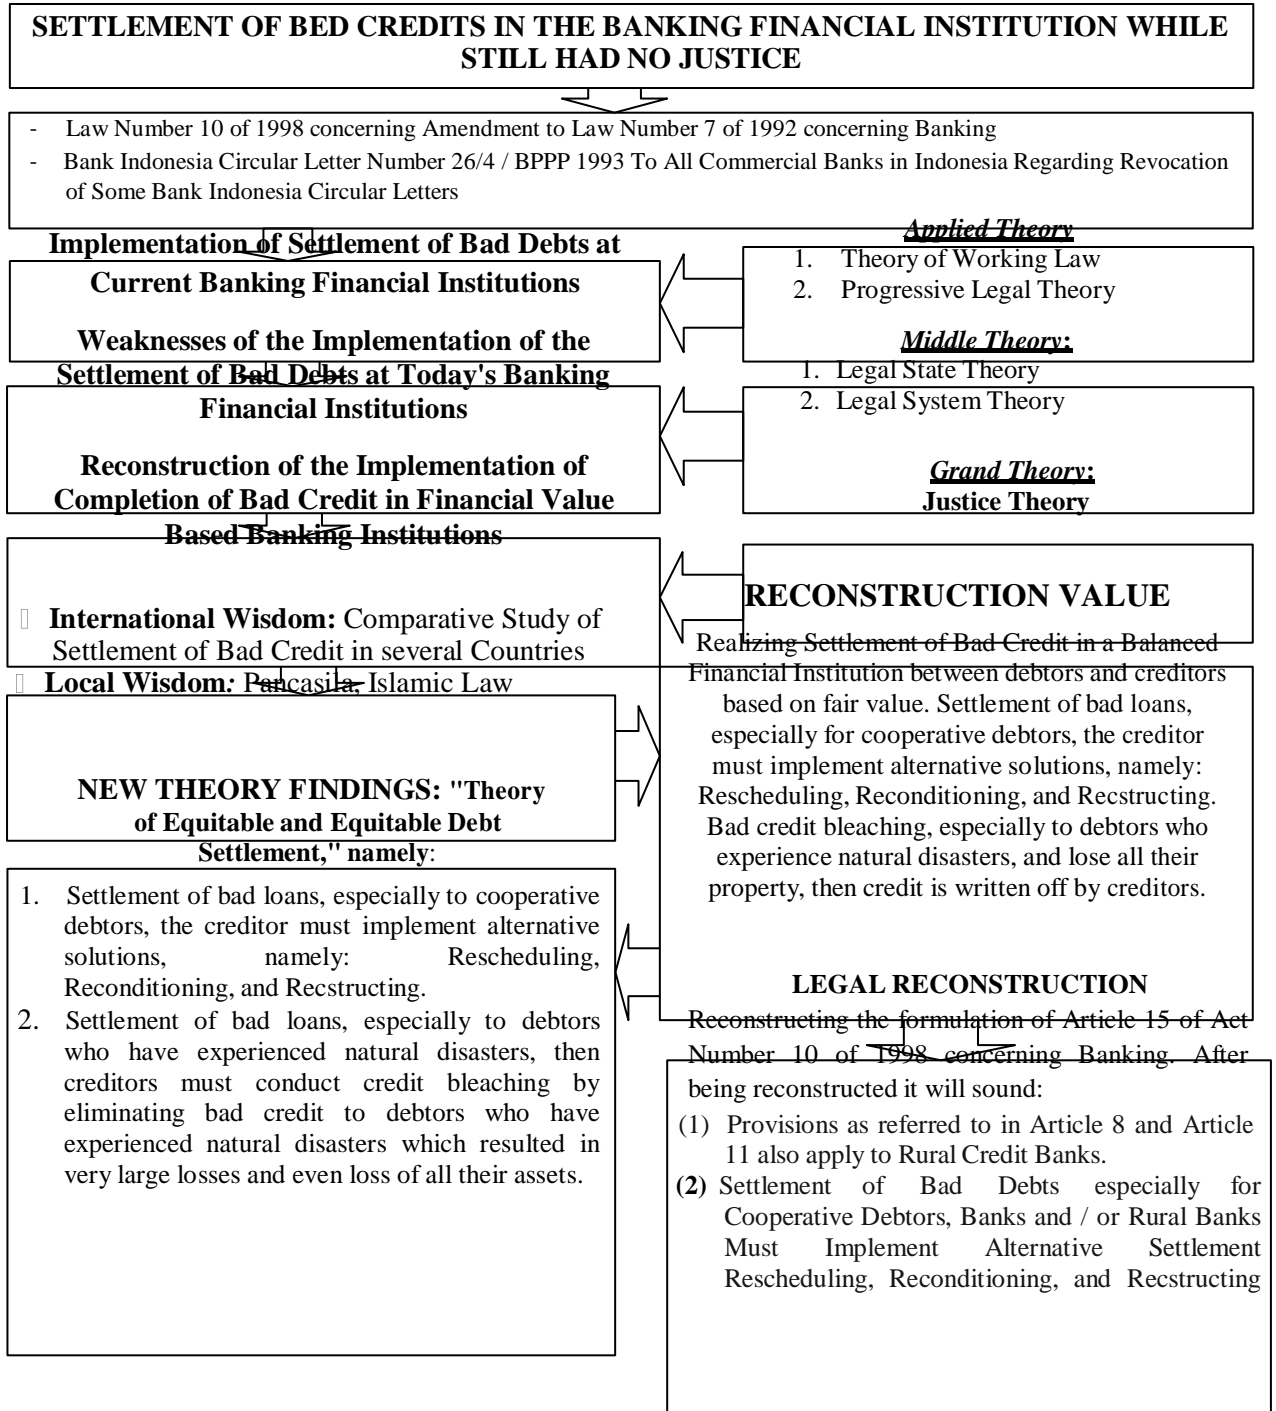 SETTLEMENT OF BED CREDITS IN THE BANKING FINANCIAL INSTITUTION WHILE
STILL HAD NO JUSTICE
- Law Number 10 of 1998 concerning Amendment to Law Number 7 of 1992 concerning Banking
- Bank Indonesia Circular Letter Number 26/4 / BPPP 1993 To All Commercial Banks in Indonesia Regarding Revocation
of Some Bank Indonesia Circular Letters
Implementation of Settlement of Bad Debts at
Current Banking Financial Institutions
Weaknesses of the Implementation of the
Settlement of Bad Debts at Today's Banking
Financial Institutions
Reconstruction of the Implementation of
Completion of Bad Credit in Financial Value
Based Banking Institutions
International Wisdom: Comparative Study of
Settlement of Bad Credit in several Countries
Local Wisdom: Pancasila, Islamic Law
Applied Theory
1. Theory of Working Law
2. Progressive Legal Theory
Middle Theory:
1. Legal State Theory
2. Legal System Theory
Grand Theory:
Justice Theory
RECONSTRUCTION VALUE
Realizing Settlement of Bad Credit in a Balanced
Financial Institution between debtors and creditors
based on fair value. Settlement of bad loans,
especially for cooperative debtors, the creditor
must implement alternative solutions, namely:
Rescheduling, Reconditioning, and Recstructing.
Bad credit bleaching, especially to debtors who
experience natural disasters, and lose all their
property, then credit is written off by creditors.
NEW THEORY FINDINGS: "Theory
of Equitable and Equitable Debt
Settlement," namely:
1. Settlement of bad loans, especially to cooperative
debtors, the creditor must implement alternative
solutions, namely: Rescheduling,
Reconditioning, and Recstructing.
2. Settlement of bad loans, especially to debtors
who have experienced natural disasters, then
creditors must conduct credit bleaching by
eliminating bad credit to debtors who have
experienced natural disasters which resulted in
very large losses and even loss of all their assets.
LEGAL RECONSTRUCTION
Reconstructing the formulation of Article 15 of Act
Number 10 of 1998 concerning Banking. After
being reconstructed it will sound:
(1) Provisions as referred to in Article 8 and Article
11 also apply to Rural Credit Banks.
(2) Settlement of Bad Debts especially for
Cooperative Debtors, Banks and / or Rural Banks
Must Implement Alternative Settlement
Rescheduling, Reconditioning, and Recstructing